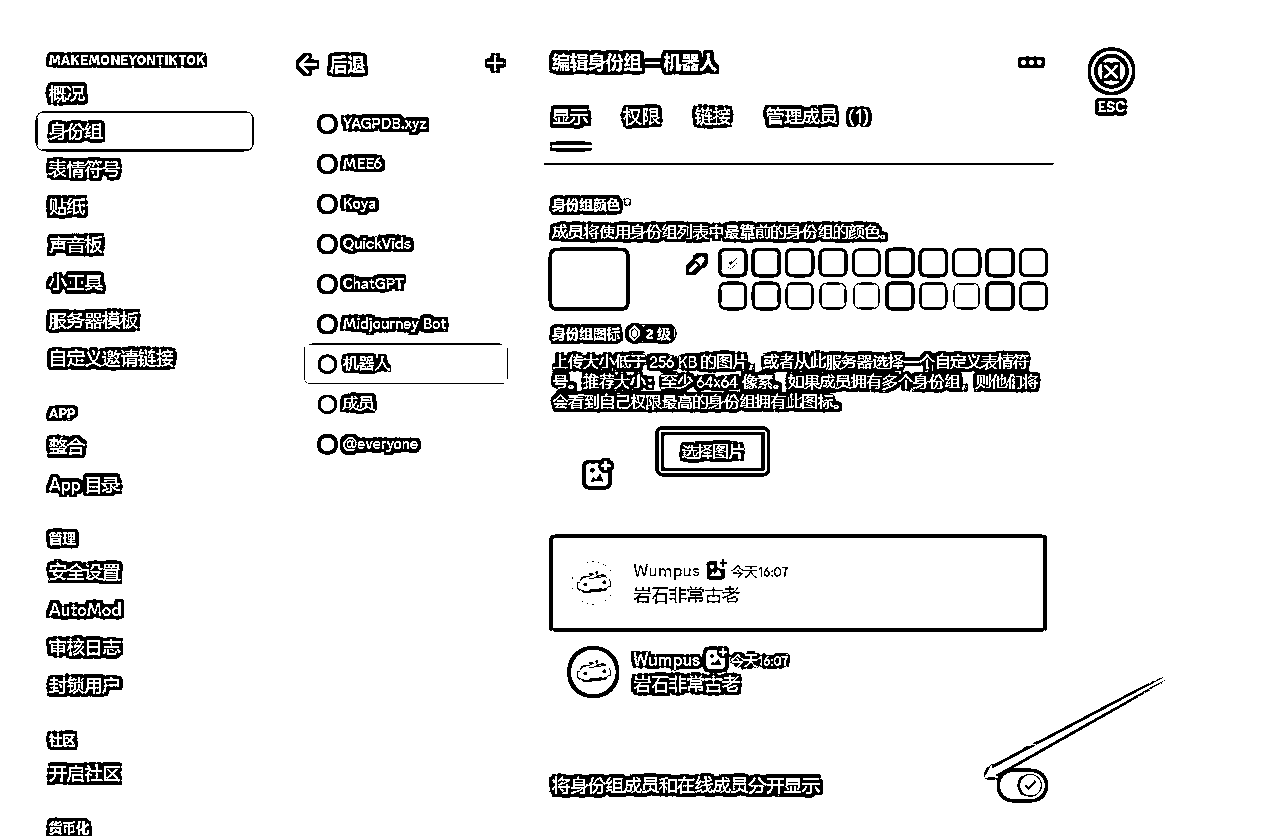 MAKEMONEYONTIKTOK
概况
身份组
表情符号
贴纸
声音板
小工具
服务器模板
自定义邀请链接
APP
整合
App 目录
管理
安全设置
AutoMod
审核日志
封锁用户
社区
开启社区
货币化
后退
YAGPDB.xyz
MEE6
Koya
QuickVids
ChatGPT
Midjourney Bot
机器人
成员
@everyone
编辑身份组—机器人
ESC
显示 权限 链接 管理成员 (1)
身份组颜色*
成员将使用身份组列表中最靠前的身份组的颜色。
身份组图标 2 级
上传大小低于 256 KB 的图片，或者从此服务器选择一个自定义表情符
号。推荐大小：至少 64x64 像素。如果成员拥有多个身份组，则他们将
会看到自己权限最高的身份组拥有此图标。
选择图片
Wumpus 今天16:07
岩石非常古老
Wumpus 今天16:07
岩石非常古老
将身份组成员和在线成员分开显示